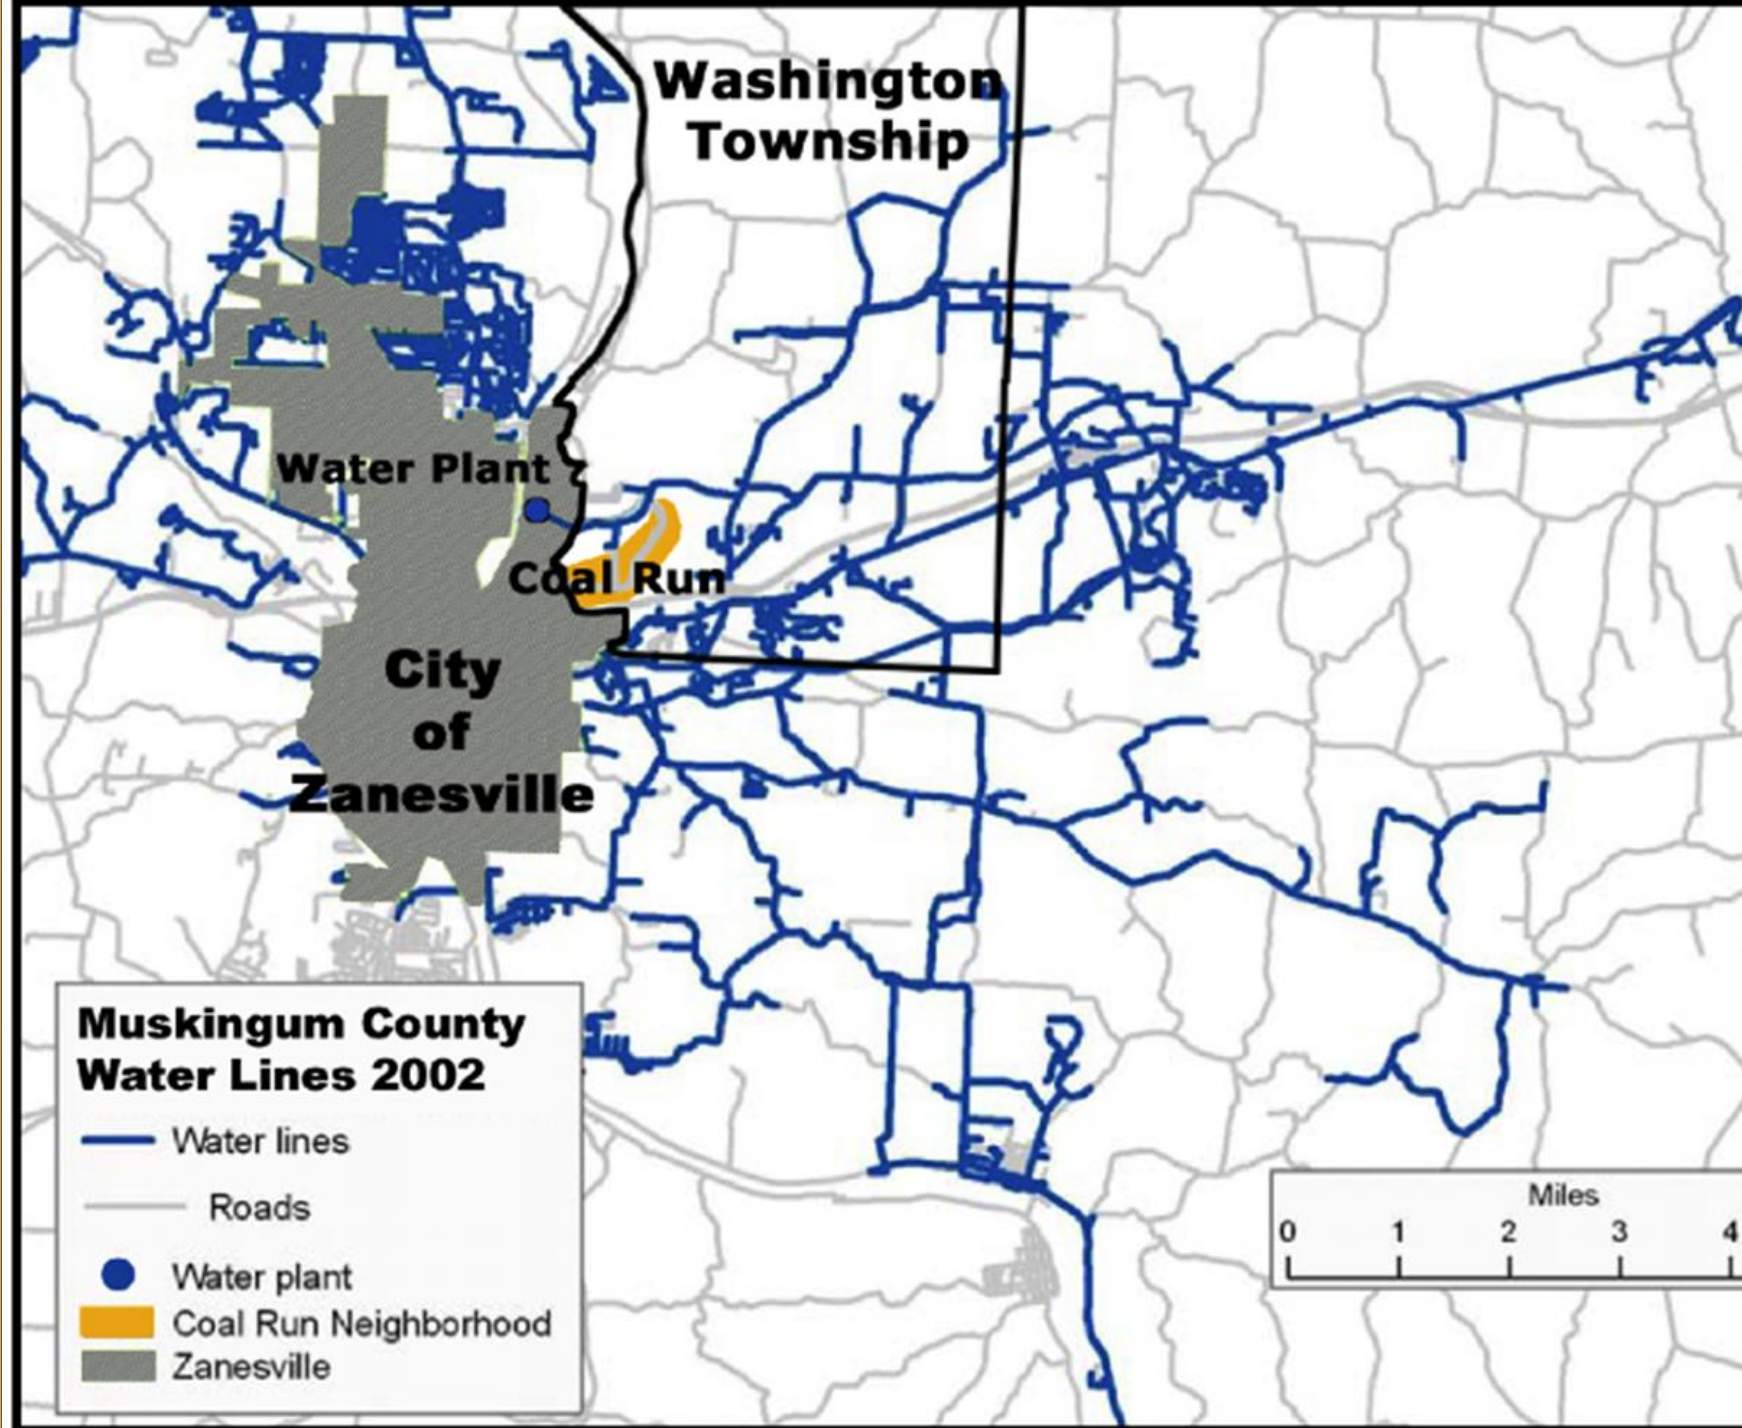 Washington
Township
Water Plant
Coal Run
City
of
Zanesville
Muskingum County
Water Lines 2002
Water lines
Roads
Water plant
Coal Run Neighborhood
Zanesville
Miles
0 1 2 3 4